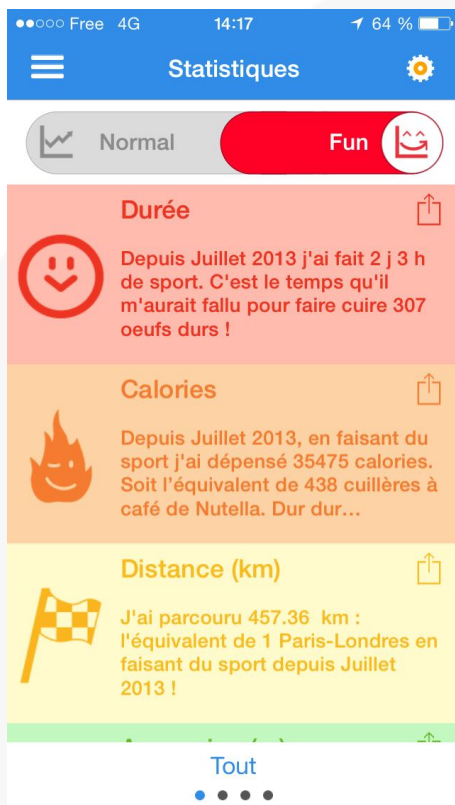 Free 4G 14:17 64 %
Statistiques
Normal Fun
Durée
Depuis Juillet 2013 j'ai fait 2 j 3 h
de sport. C'est le temps qu'il
m'aurait fallu pour faire cuire 307
oeufs durs !
Calories
Depuis Juillet 2013, en faisant du
sport j'ai dépensé 35475 calories.
Soit l'équivalent de 438 cuillères à
café de Nutella. Dur dur...
Distance (km)
J'ai parcouru 457.36 km :
l'équivalent de 1 Paris-Londres en
faisant du sport depuis Juillet
2013 !
Tout